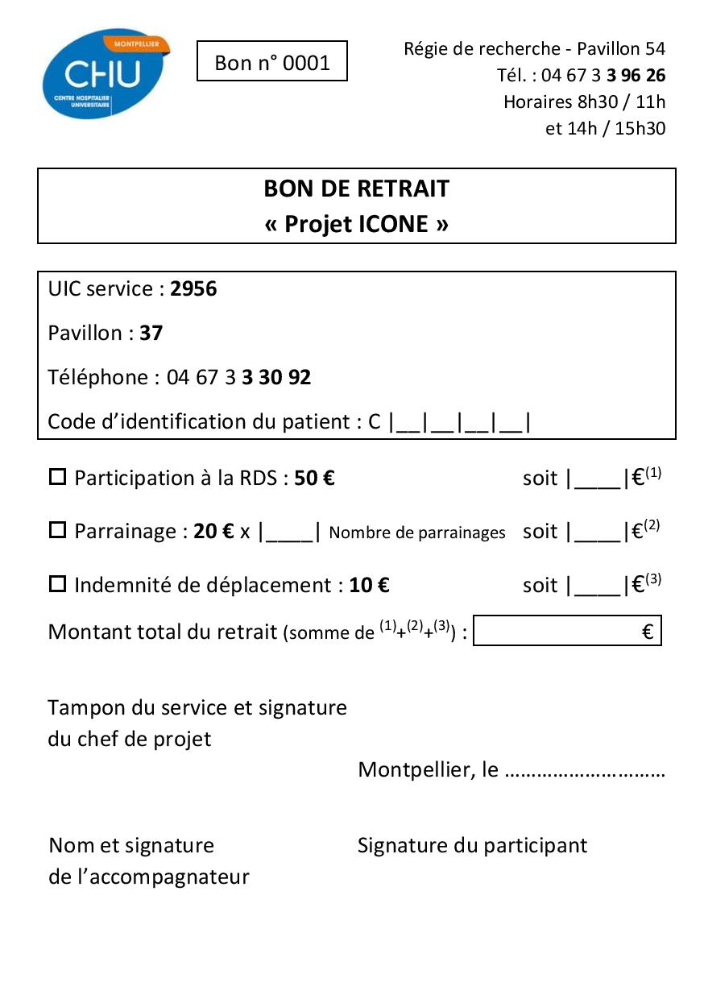 MONTPELLIER
CHU
CENTRE HOSPITALIER
UNIVERSITAIRE
Bon n° 0001
Régie de recherche - Pavillon 54
Tél. : 04 67 3 3 96 26
Horaires 8h30 / 11h
et 14h / 15h30
BON DE RETRAIT
« Projet ICONE »
UIC service : 2956
Pavillon : 37
Téléphone : 04 67 3 3 30 92
Code d’identification du patient : C |__|__|__|__|
Participation à la RDS : 50 € soit |____|€(1)
Parrainage : 20 € x |____| Nombre de parrainages soit |____|€(2)
Indemnité de déplacement : 10 € soit |____|€(3)
Montant total du retrait (somme de (1)+(2)+(3)) : €
Tampon du service et signature
du chef de projet
Montpellier, le …………………………
Nom et signature
de l’accompagnateur
Signature du participant